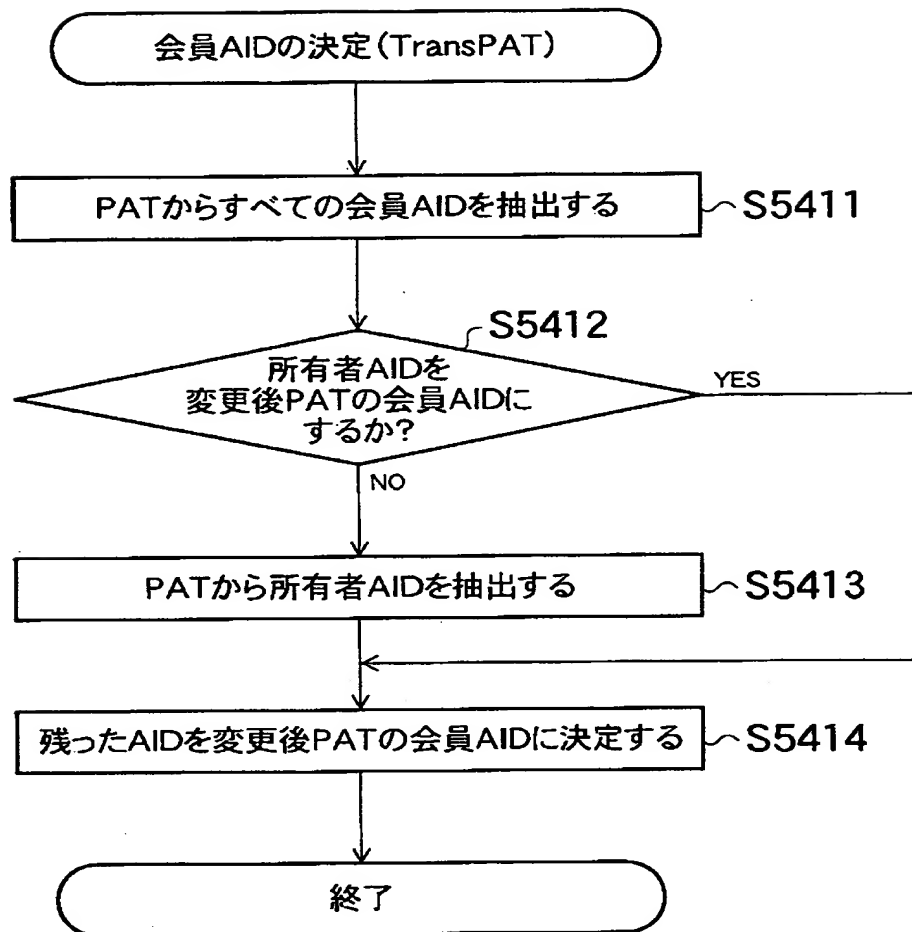 会員AIDの決定(TransPAT)
PATからすべての会員AIDを抽出する
S5411
S5412
所有者AIDを
変更後PATの会員AIDに
するか?
YES
NO
PATから所有者AIDを抽出する
S5413
残ったAIDを変更後PATの会員AIDに決定する
S5414
終了